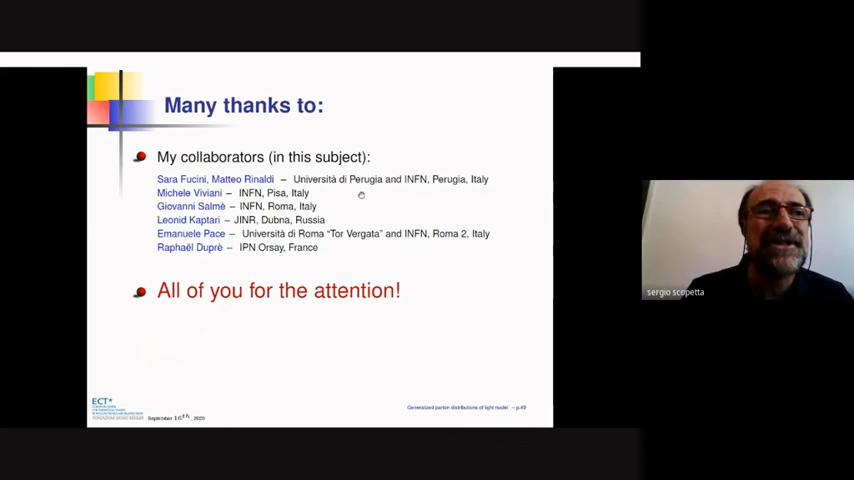 Many thanks to:
My collaborators (in this subject):
Sara Fucini, Matteo Rinaldi – Università di Perugia and INFN, Perugia, Italy
Michele Viviani – INFN, Pisa, Italy
Giovanni Salmè – INFN, Roma, Italy
Leonid Kaptari – JINR, Dubna, Russia
Emanuele Pace – Università di Roma “Tor Vergata” and INFN, Roma 2, Italy
Raphaël Duprè – IPN Orsay, France
All of you for the attention!
sergio scopetta
ECT*
September 16th, 2020
Generalized parton distributions of light nuclei – p.49